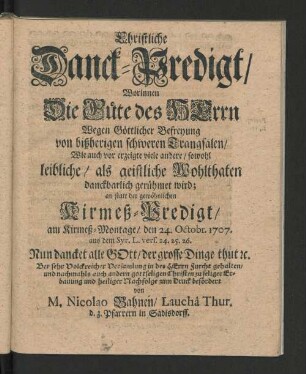 Christliche
Danck-Predigt/
Worinnen
Die Güte des HErrn
Wegen Göttlicher Befreyung
von bißherigen schweren Trangsalen/
Wie auch vor erzeigte viele andere/ sowohl
leibliche/ als geistliche Wohlthaten
danckbarlich gerühmet wird;
an statt der gewöhnlichen
Kirmeß-Predigt/
am Kirmeß-Montage/ den 24. Octobr. 1707.
aus dem Syr. L. vers. 24. 25. 26.
Nun dancket alle GOtt/ der grosse Dinge thut ꝛc.
Bey sehr Volckreicher Versamlung in des HErrn Furcht gehalten/
und nachmahls auch andern gottseligen Christen zu seliger Er-
bauung und heiliger Nachfolge zum Druck befördert
von
M. Nicolao Bahnen/ Lauchâ Thur.
d. z. Pfarrern in Sadisdorff.